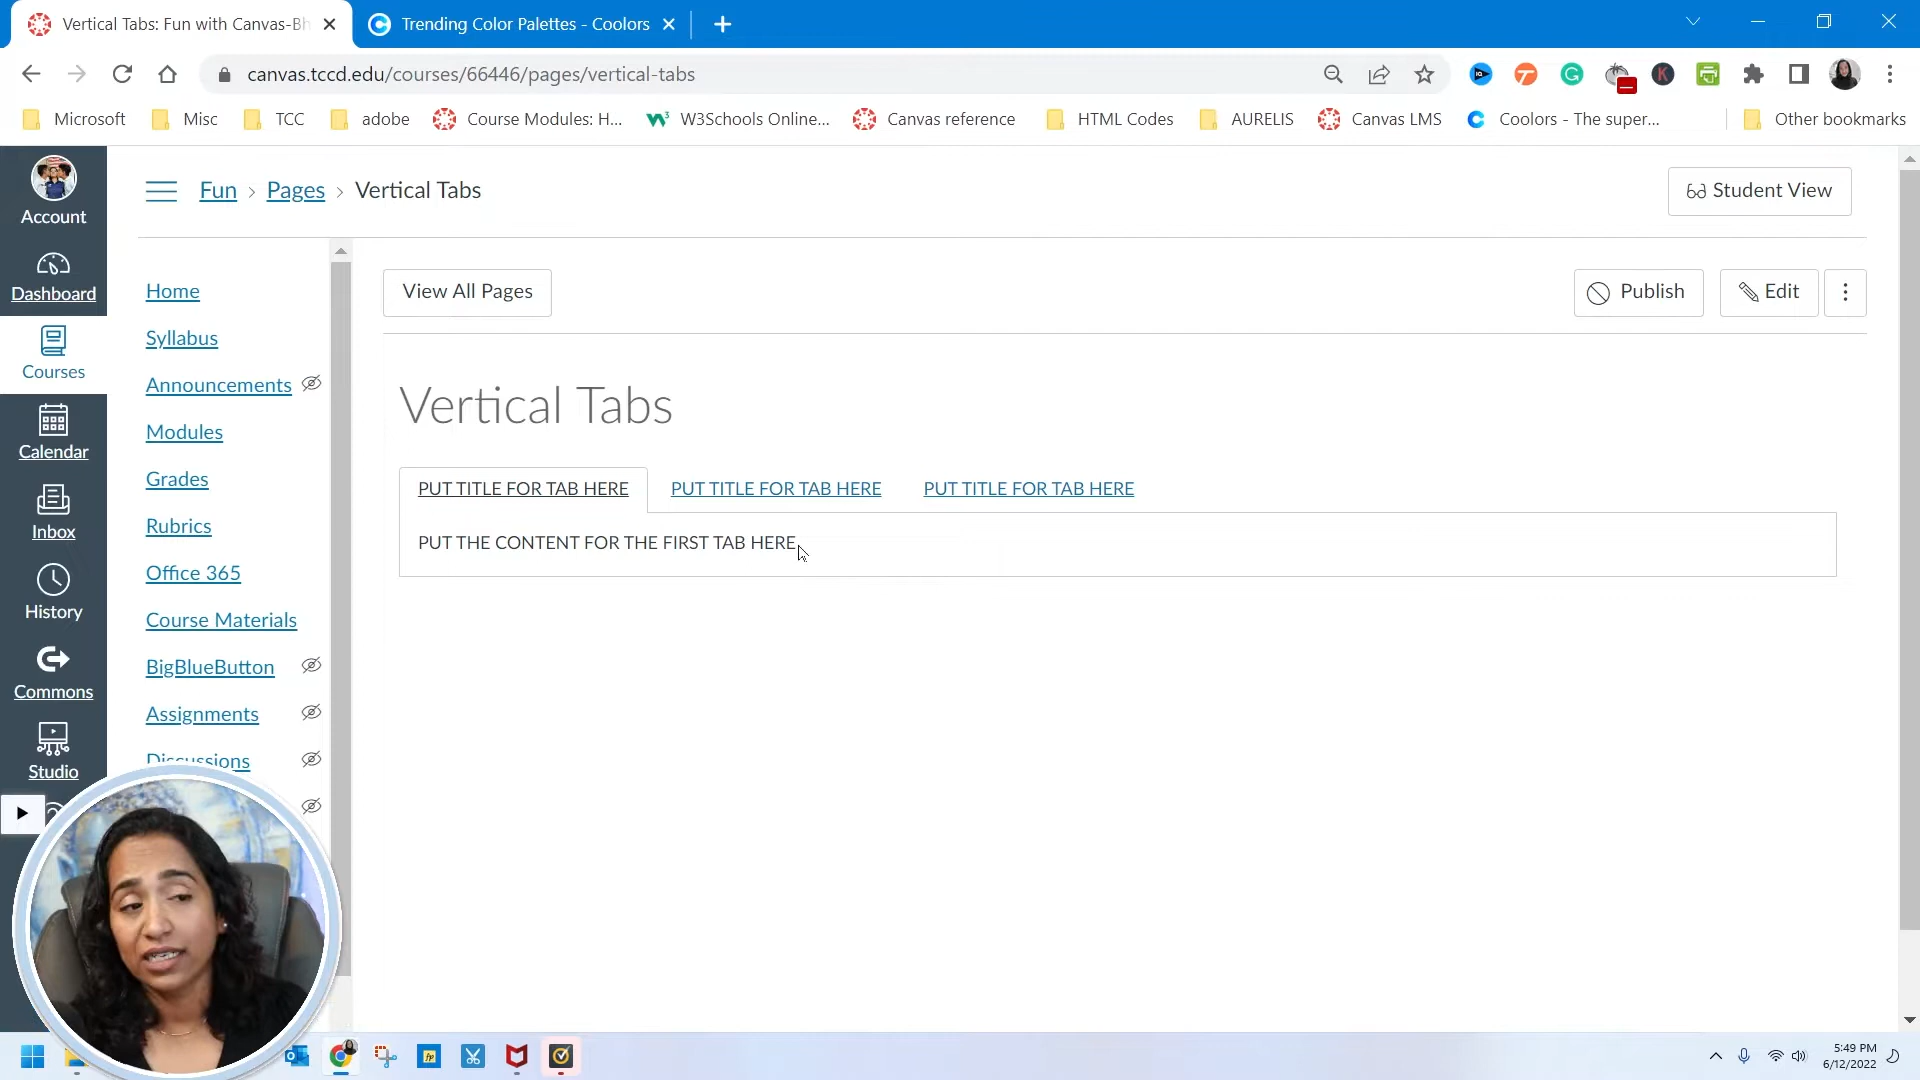 Vertical Tabs: Fun with Canvas-Bh
Trending Color Palettes - Coolors
canvas.tccd.edu/courses/66446/pages/vertical-tabs
Microsoft
Misc
TCC
adobe
Course Modules: H...
W3Schools Online...
Canvas reference
HTML Codes
AURELIS
Canvas LMS
Coolors - The super...
Other bookmarks
Fun > Pages > Vertical Tabs
Student View
Account
Dashboard
Courses
Calendar
Inbox
History
Commons
Studio
Home
Syllabus
Announcements
Modules
Grades
Rubrics
Office 365
Course Materials
BigBlueButton
Assignments
Discussions
View All Pages
Publish
Edit
Vertical Tabs
PUT TITLE FOR TAB HERE
PUT TITLE FOR TAB HERE
PUT TITLE FOR TAB HERE
PUT THE CONTENT FOR THE FIRST TAB HERE
5:49 PM
6/12/2022